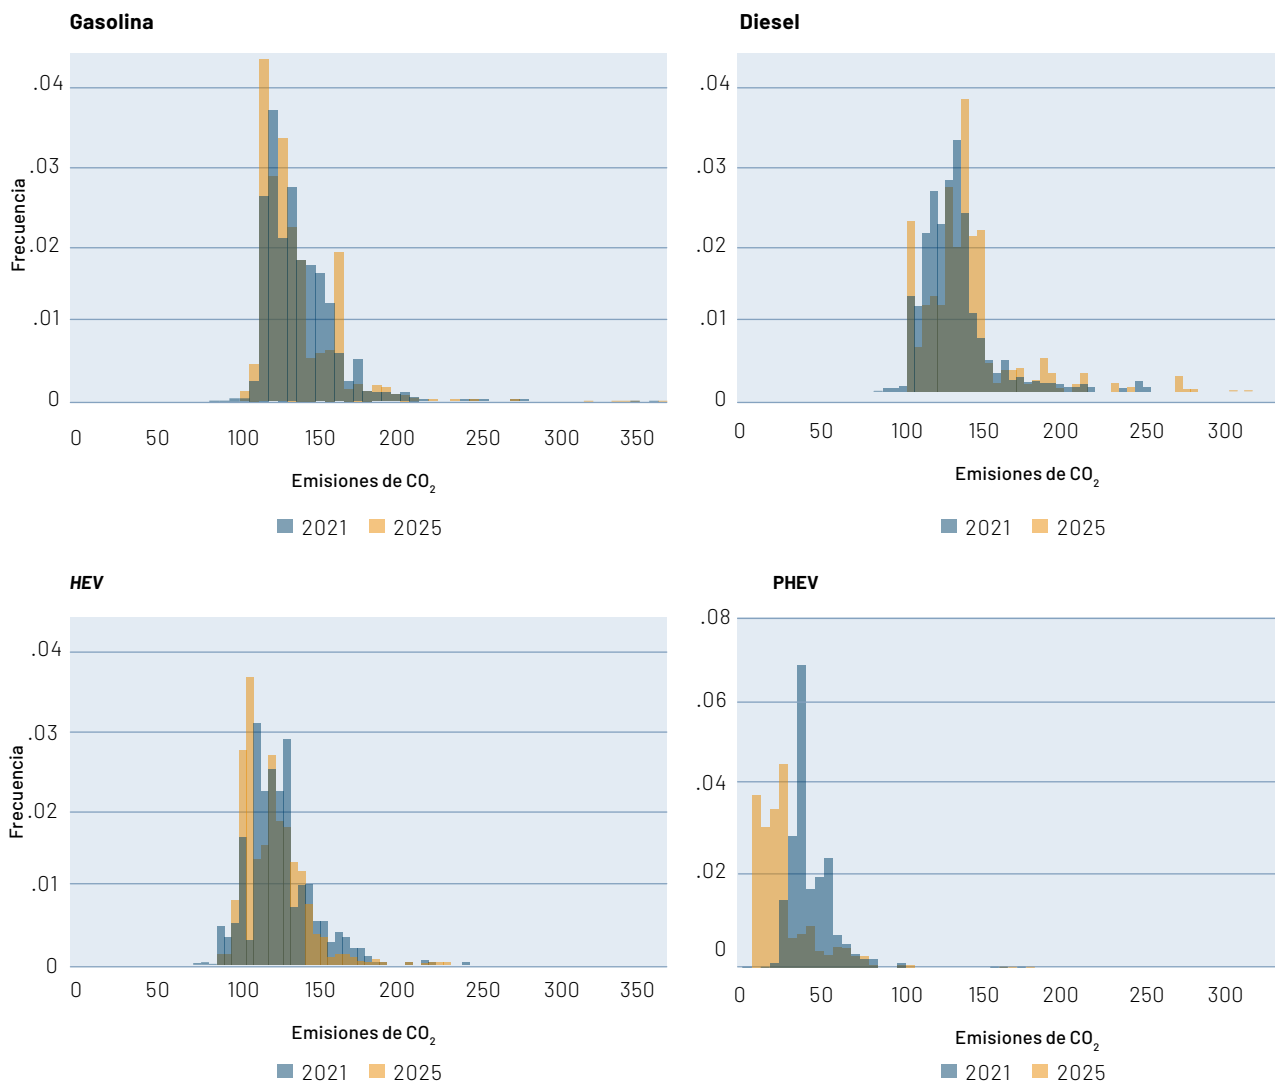 Gasolina
.04
.03
.02
.01
0
Frecuencia
0 50 100 150 200 250 300 350
Emisiones de CO₂
2021 2025
Diesel
.04
.03
.02
.01
0
0 50 100 150 200 250 300
Emisiones de CO₂
2021 2025
HEV
.04
.03
.02
.01
0
Frecuencia
0 50 100 150 200 250 300 350
Emisiones de CO₂
2021 2025
PHEV
.08
.06
.04
.02
0
0 50 100 150 200 250 300
Emisiones de CO₂
2021 2025